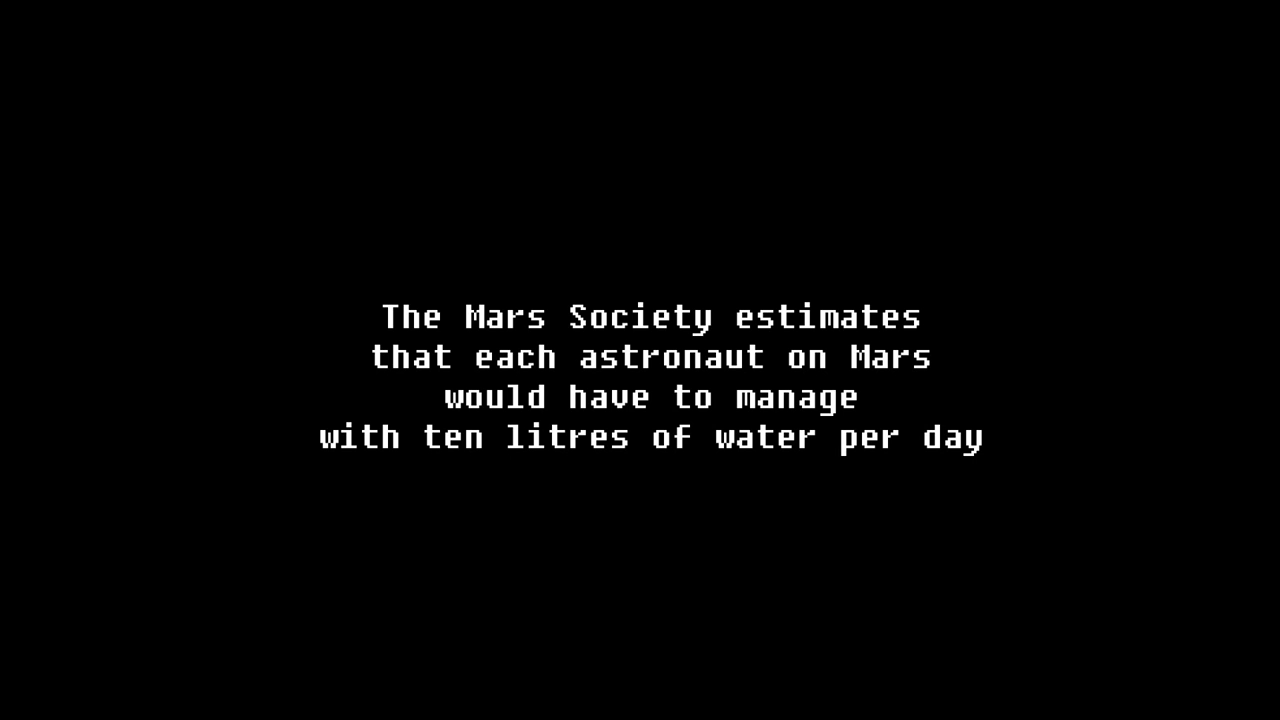 The Mars Society estimates
that each astronaut on Mars
would have to manage
with ten litres of water per day